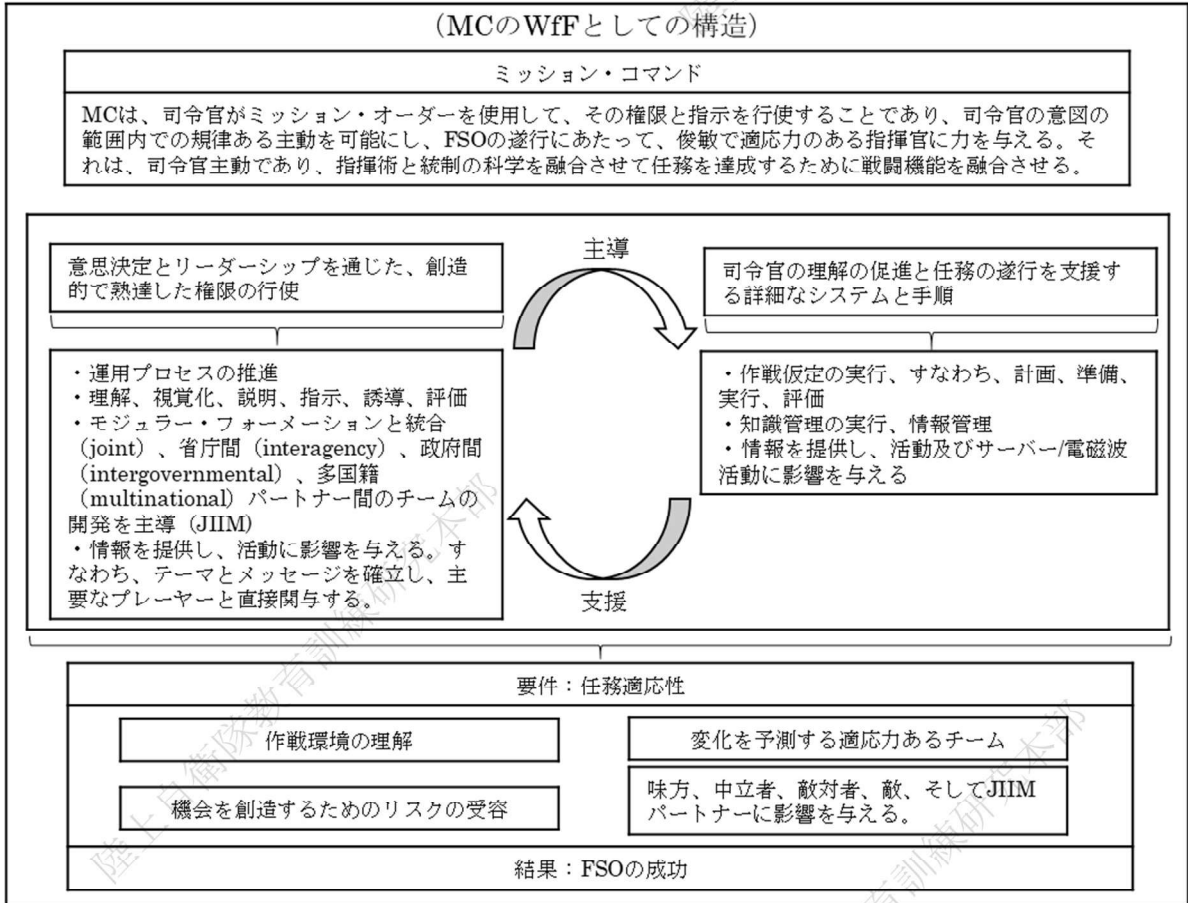 (MCのWfFとしての構造)
ミッション・コマンド
MCは、司令官がミッション・オーダーを使用して、その権限と指示を行使することであり、司令官の意図の
範囲内での規律ある主動を可能にし、FSOの遂行にあたって、俊敏で適応力のある指揮官に力を与える。そ
れは、司令官主動であり、指揮術と統制の科学を融合させて任務を達成するために戦闘機能を融合させる。
意思決定とリーダーシップを通じた、創造
的で熟達した権限の行使
・運用プロセスの推進
・理解、視覚化、説明、指示、誘導、評価
・モジュラー・フォーメーションと統合
（joint）、省庁間（interagency）、政府間
（intergovernmental）、多国籍
（multinational）パートナー間のチームの
開発を主導（JIIM)
・情報を提供し、活動に影響を与える。す
なわち、テーマとメッセージを確立し、主
要なプレーヤーと直接関与する。
主導
支援
司令官の理解の促進と任務の遂行を支援す
る詳細なシステムと手順
・作戦仮定の実行、すなわち、計画、準備、
実行、評価
・知識管理の実行、情報管理
・情報を提供し、活動及びサーバー/電磁波
活動に影響を与える
要件：任務適応性
作戦環境の理解
変化を予測する適応力あるチーム
機会を創造するためのリスクの受容
味方、中立者、敵対者、敵、そしてJIIM
パートナーに影響を与える。
結果：FSOの成功
陸上自衛隊教育訓練研究本部
育訓練研究本部